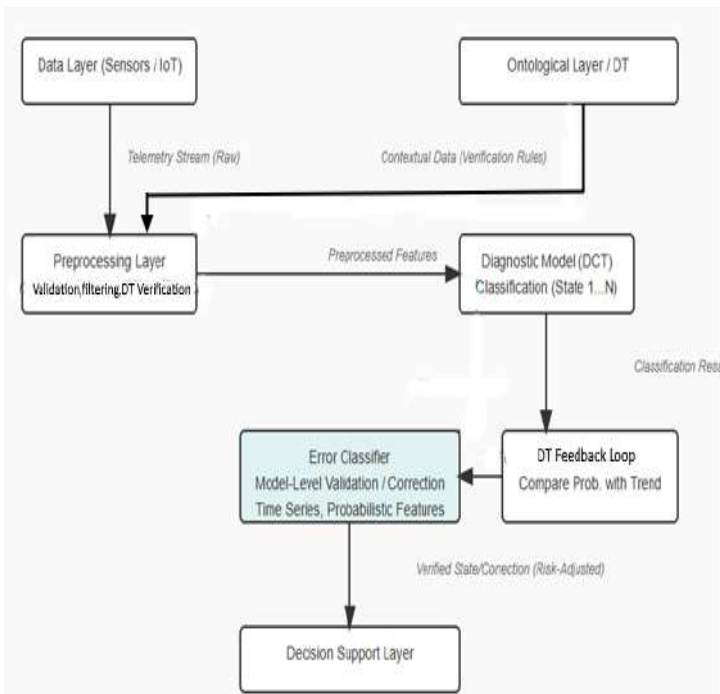 Data Layer (Sensors / IoT)
Ontological Layer / DT
Telemetry Stream (Raw)
Contextual Data (Verification Rules)
Preprocessing Layer
Validation,filtering,DT Verification
Preprocessed Features
Diagnostic Model (DCT)
Classification (State 1...N)
Classification Resu
Error Classifier
Model-Level Validation / Correction
Time Series, Probabilistic Features
DT Feedback Loop
Compare Prob. with Trend
Verified State/Correction (Risk-Adjusted)
Decision Support Layer